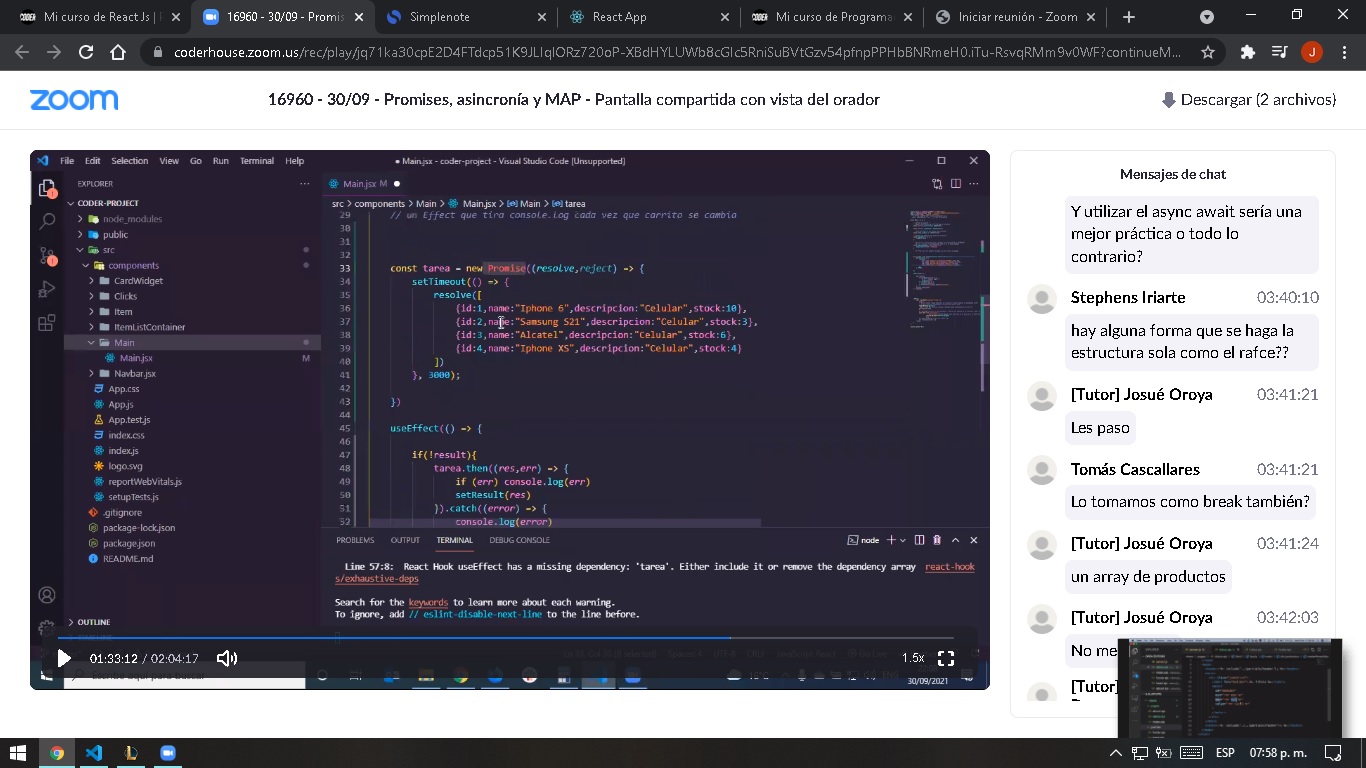 Mi curso de React Js |
16960 - 30/09 - Promis
Simplenote
React App
Mi curso de Programa
Iniciar reunión - Zoom
coderhouse.zoom.us/rec/play/jq71ka30cpE2D4FTdcp51K9JLlqIORz720oP-XBdHYLUWb8cGlc5RniSuBVtGzv54pfnpPPHbBNRmeH0.iTu-RsvqRMm9v0WF?continueM...
J
zoom
16960 - 30/09 - Promises, asincronía y MAP - Pantalla compartida con vista del orador
Descargar (2 archivos)
File Edit Selection View Go Run Terminal Help
● Main.jsx - coder-project - Visual Studio Code [Unsupported]
EXPLORER
CODER-PROJECT
node_modules
public
src
components
CardWidget
Clicks
Item
ItemListContainer
Main
Main.jsx M
Navbar.jsx
App.css
App.js
App.test.js
index.css
index.js
logo.svg
reportWebVitals.js
setupTests.js
.gitignore
package-lock.json
package.json
README.md
OUTLINE
Main.jsx M ●
src > components > Main > Main.jsx > Main > tarea
29 // un Effect que tira console.log cada vez que carrito se cambia
30
31
32
33 const tarea = new Promise((resolve,reject) => {
34 setTimeout(() => {
35 resolve([
36 {id:1,name:"Iphone 6",descripcion:"Celular",stock:10},
37 {id:2,name:"Samsung S21",descripcion:"Celular",stock:3},
38 {id:3,name:"Alcatel",descripcion:"Celular",stock:6},
39 {id:4,name:"Iphone XS",descripcion:"Celular",stock:4}
40 ])
41 }, 3000);
42
43 })
44
45 useEffect(() => {
46
47 if(!result){
48 tarea.then((res,err) => {
49 if (err) console.log(err)
50 setResult(res)
51 }).catch((error) => {
52 console.log(error)
PROBLEMS OUTPUT TERMINAL DEBUG CONSOLE
node
Line 57:8: React Hook useEffect has a missing dependency: 'tarea'. Either include it or remove the dependency array react-hook
s/exhaustive-deps
Search for the keywords to learn more about each warning.
To ignore, add // eslint-disable-next-line to the line before.
01:33:12 / 02:04:17
1.5x
30/09/2021
Mensajes de chat
Y utilizar el async await sería una
mejor práctica o todo lo
contrario?
Stephens Iriarte 03:40:10
hay alguna forma que se haga la
estructura sola como el rafce??
[Tutor] Josué Oroya 03:41:21
Les paso
Tomás Cascallares 03:41:21
Lo tomamos como break también?
[Tutor] Josué Oroya 03:41:24
un array de productos
[Tutor] Josué Oroya 03:42:03
No me
[Tutor]
ESP
07:58 p. m.